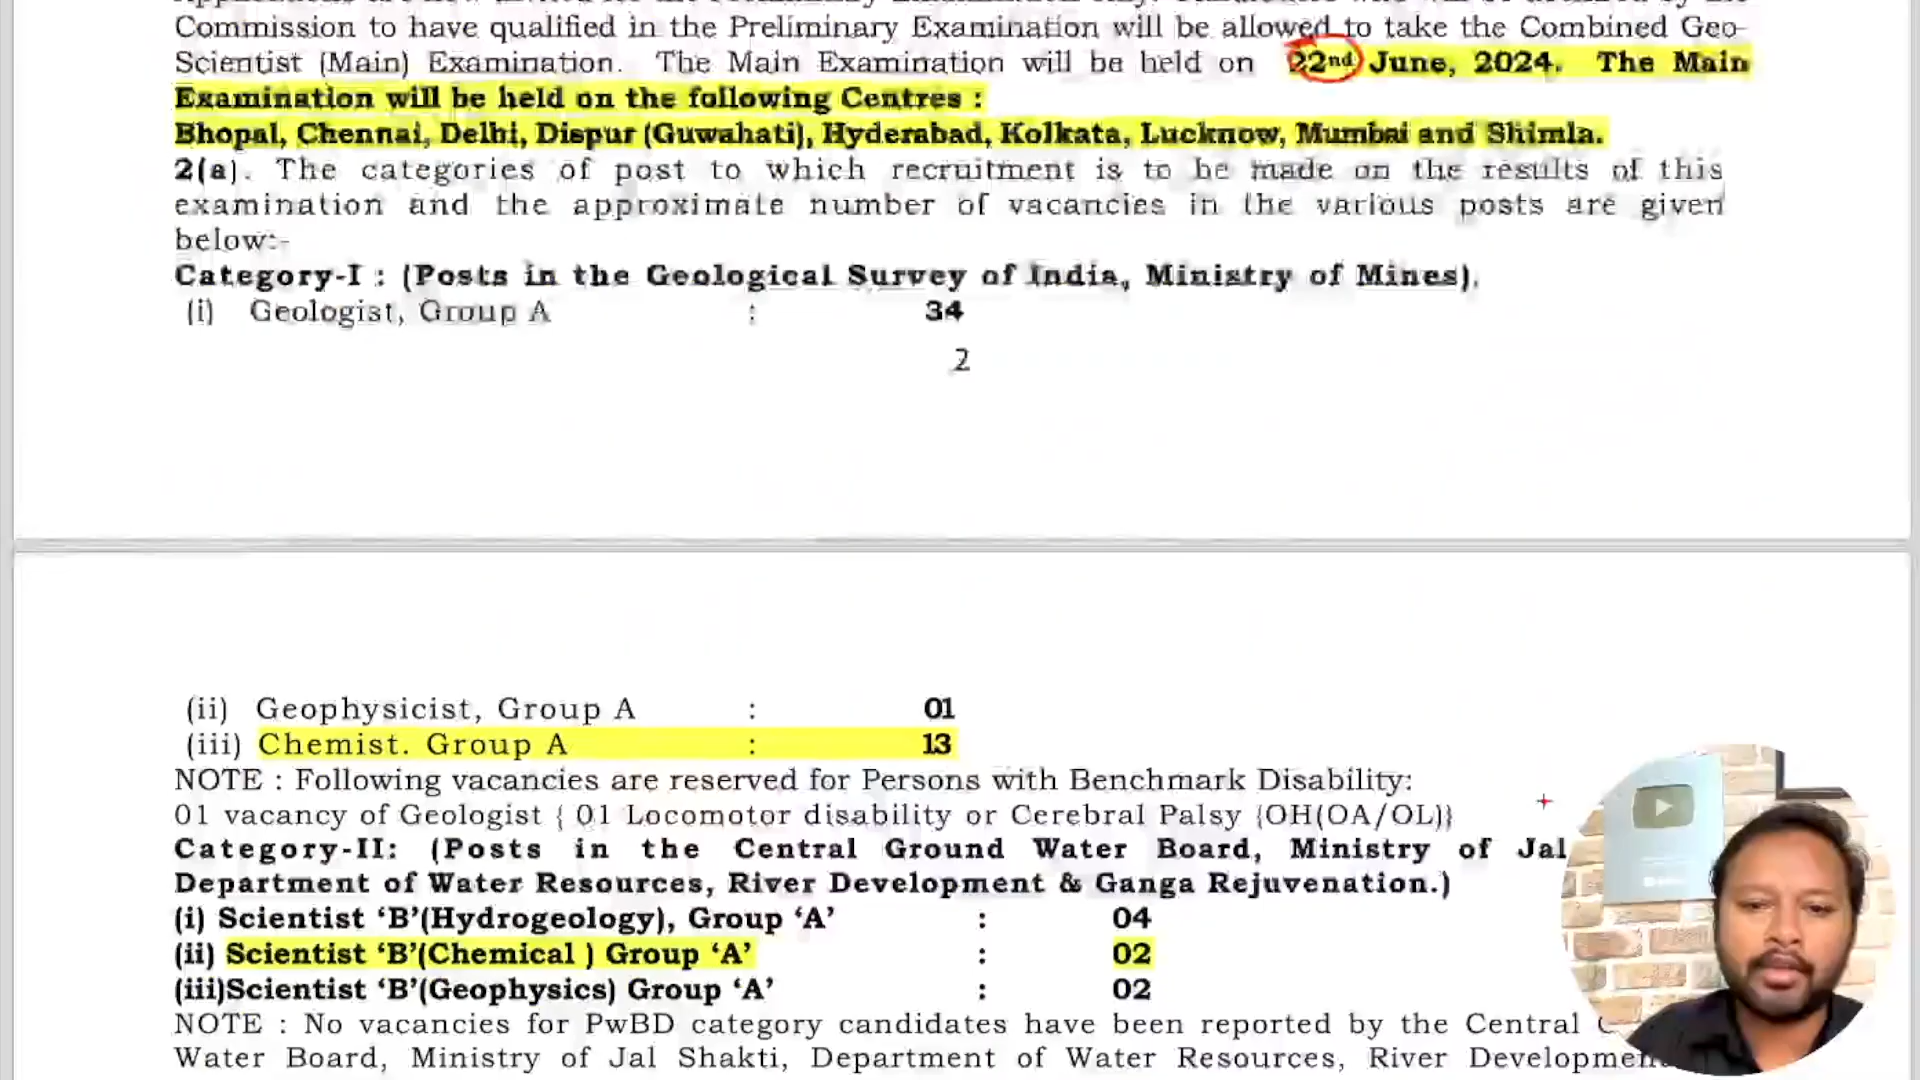 Commission to have qualified in the Preliminary Examination will be allowed to take the Combined Geo-
Scientist (Main) Examination. The Main Examination will be held on 22nd June, 2024. The Main
Examination will be held on the following Centres :
Bhopal, Chennai, Delhi, Dispur (Guwahati), Hyderabad, Kolkata, Lucknow, Mumbai and Shimla.
2(a). The categories of post to which recruitment is to be made on the results of this
examination and the approximate number of vacancies in the various posts are given
below:-
Category-I : (Posts in the Geological Survey of India, Ministry of Mines).
(i) Geologist, Group A : 34
2
(ii) Geophysicist, Group A : 01
(iii) Chemist. Group A : 13
NOTE : Following vacancies are reserved for Persons with Benchmark Disability:
01 vacancy of Geologist { 01 Locomotor disability or Cerebral Palsy {OH(OA/OL)}
Category-II: (Posts in the Central Ground Water Board, Ministry of Jal
Department of Water Resources, River Development & Ganga Rejuvenation.)
(i) Scientist ‘B’(Hydrogeology), Group ‘A’ : 04
(ii) Scientist ‘B’(Chemical ) Group ‘A’ : 02
(iii)Scientist ‘B’(Geophysics) Group ‘A’ : 02
NOTE : No vacancies for PwBD category candidates have been reported by the Central
Water Board, Ministry of Jal Shakti, Department of Water Resources, River Developmen